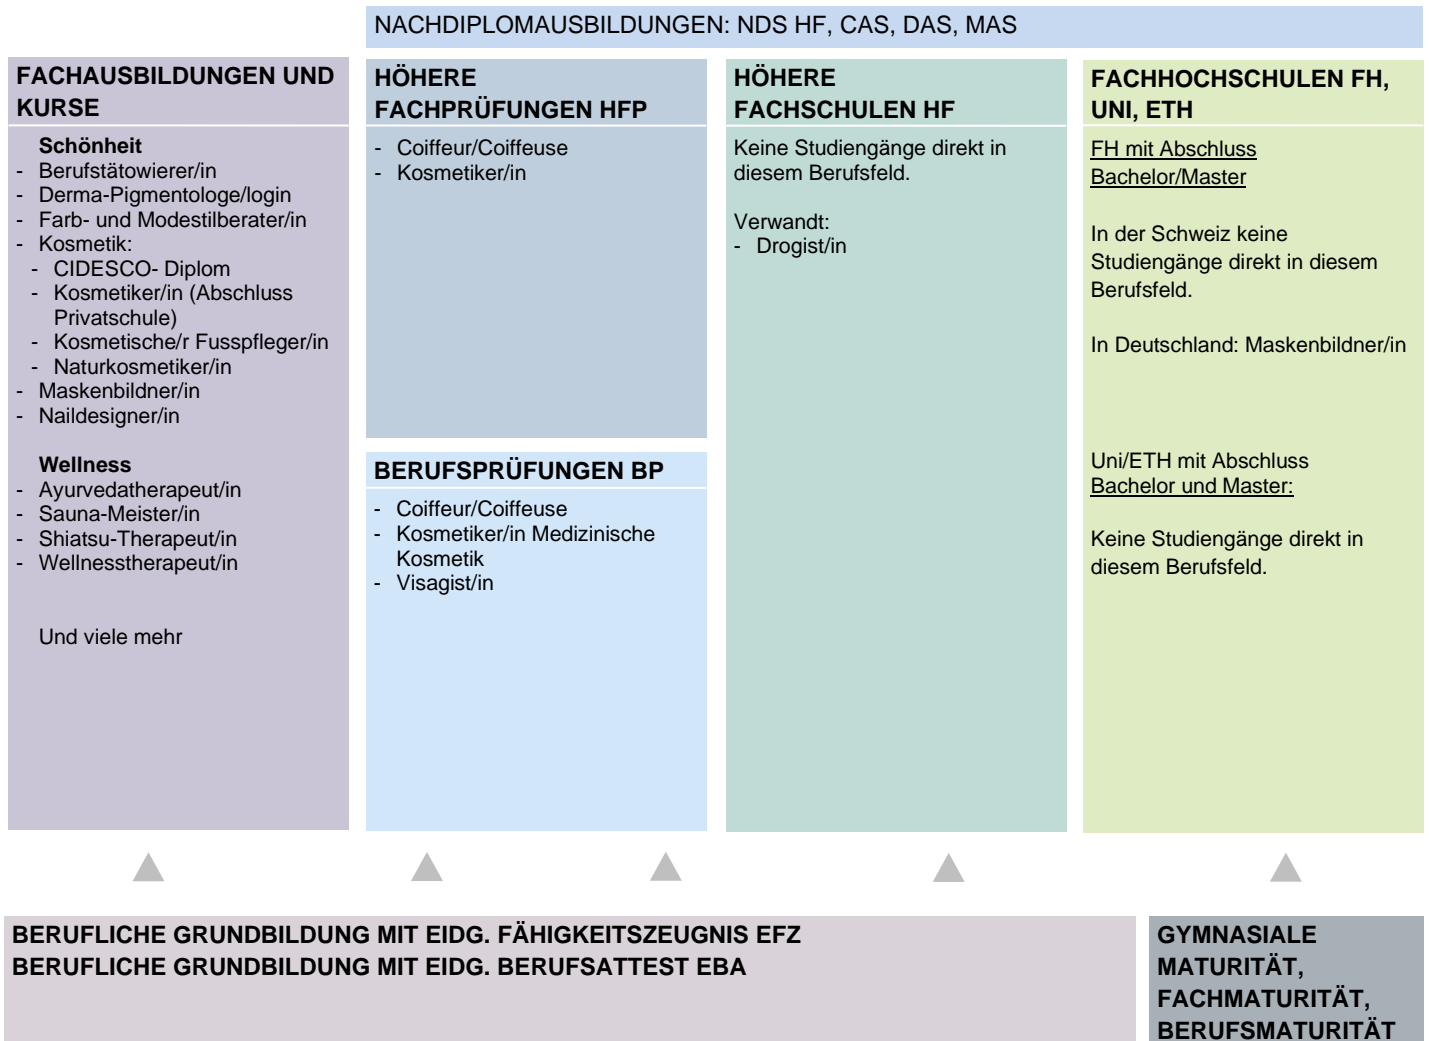 NACHDIPLOMAUSBILDUNGEN: NDS HF, CAS, DAS, MAS
FACHAUSBILDUNGEN UND
KURSE
Schönheit
- Berufstätowierer/in
- Derma-Pigmentologe/login
- Farb- und Modestilberater/in
- Kosmetik:
- CIDESCO- Diplom
- Kosmetiker/in (Abschluss
Privatschule)
- Kosmetische/r Fusspfleger/in
- Naturkosmetiker/in
- Maskenbildner/in
- Naildesigner/in
Wellness
- Ayurvedatherapeut/in
- Sauna-Meister/in
- Shiatsu-Therapeut/in
- Wellnesstherapeut/in
Und viele mehr
HÖHERE
FACHPRÜFUNGEN HFP
- Coiffeur/Coiffeuse
- Kosmetiker/in
BERUFSPRÜFUNGEN BP
- Coiffeur/Coiffeuse
- Kosmetiker/in Medizinische
Kosmetik
- Visagist/in
HÖHERE
FACHSCHULEN HF
Keine Studiengänge direkt in
diesem Berufsfeld.
Verwandt:
- Drogist/in
FACHHOCHSCHULEN FH,
UNI, ETH
FH mit Abschluss
Bachelor/Master
In der Schweiz keine
Studiengänge direkt in diesem
Berufsfeld.
In Deutschland: Maskenbildner/in
Uni/ETH mit Abschluss
Bachelor und Master:
Keine Studiengänge direkt in
diesem Berufsfeld.
BERUFLICHE GRUNDBILDUNG MIT EIDG. FÄHIGKEITSZEUGNIS EFZ
BERUFLICHE GRUNDBILDUNG MIT EIDG. BERUFSATTEST EBA
GYMNASIALE
MATURITÄT,
FACHMATURITÄT,
BERUFSMATURITÄT